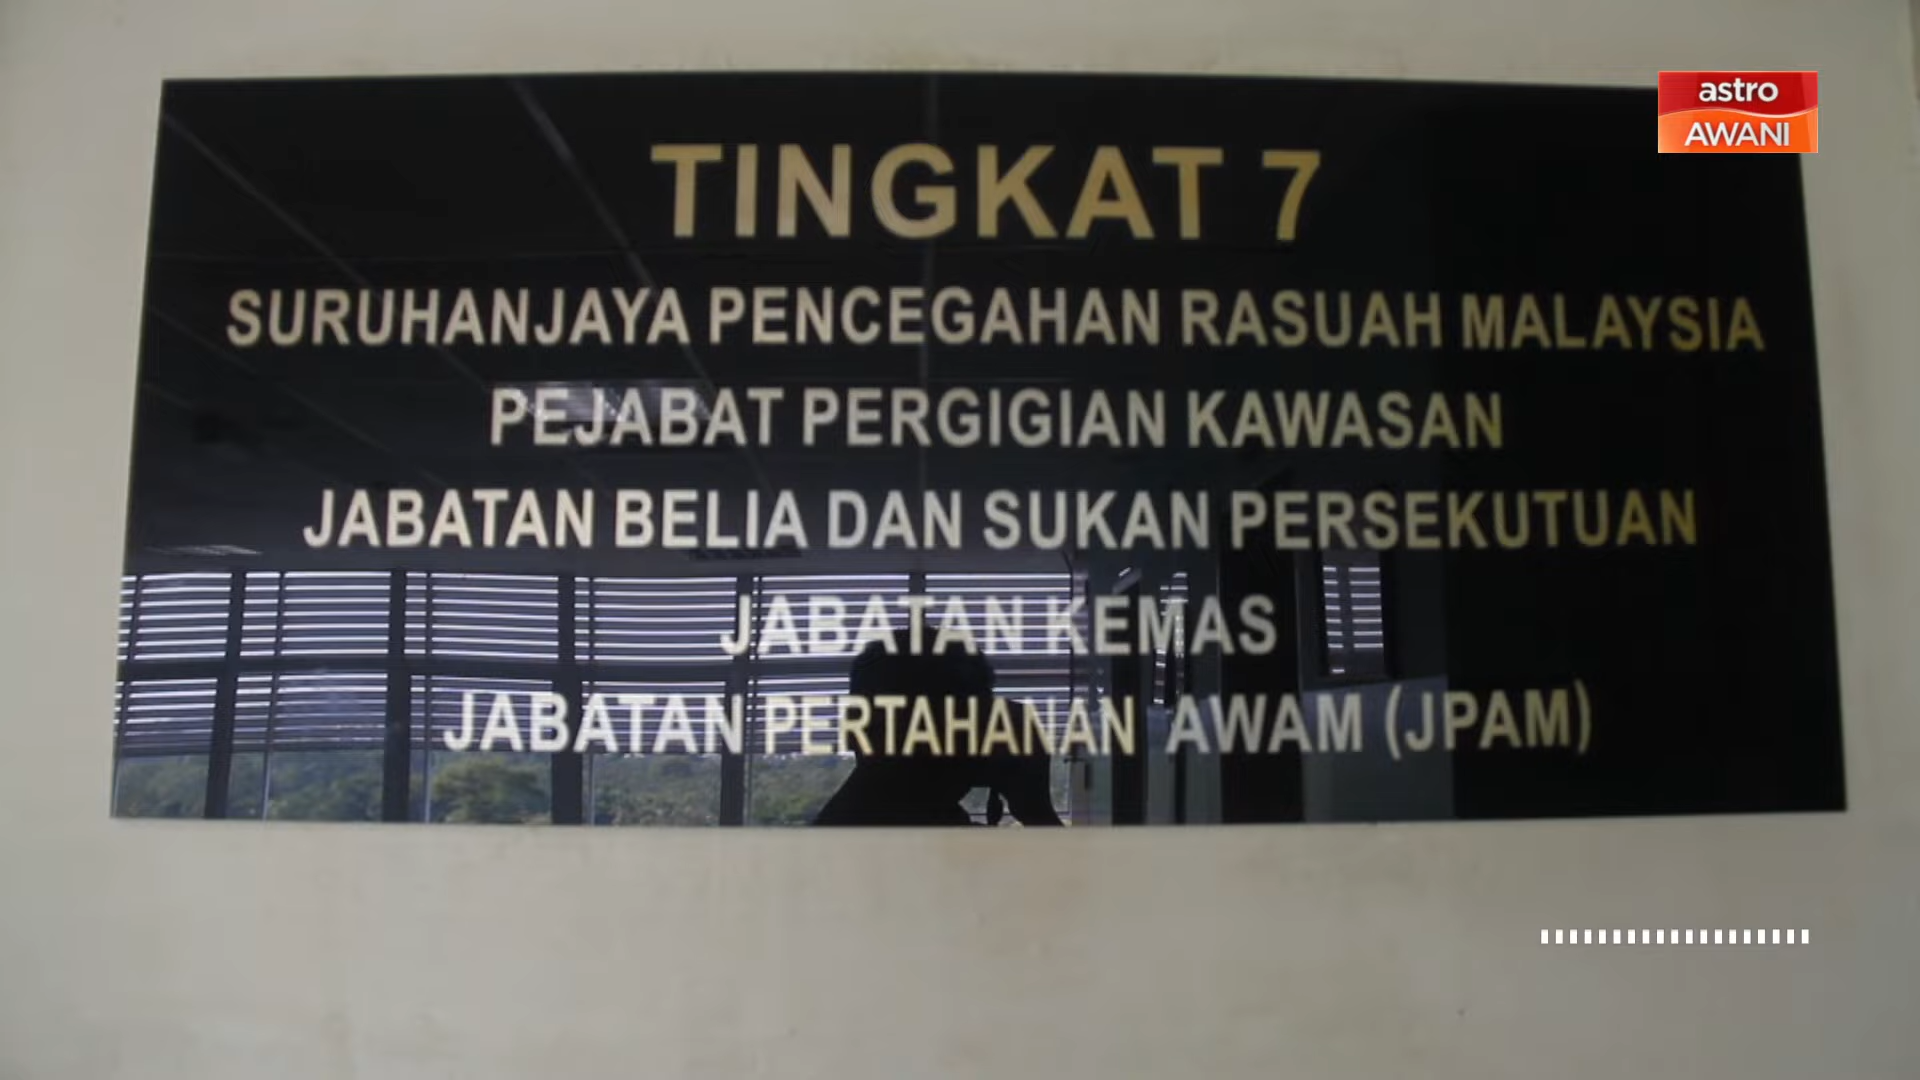 astro
AWANI
TINGKAT 7
SURUHANJAYA PENCEGAHAN RASUAH MALAYSIA
PEJABAT PERGIGIAN KAWASAN
JABATAN BELIA DAN SUKAN PERSEKUTUAN
JABATAN KEMAS
JABATAN PERTAHANAN AWAM (JPAM)